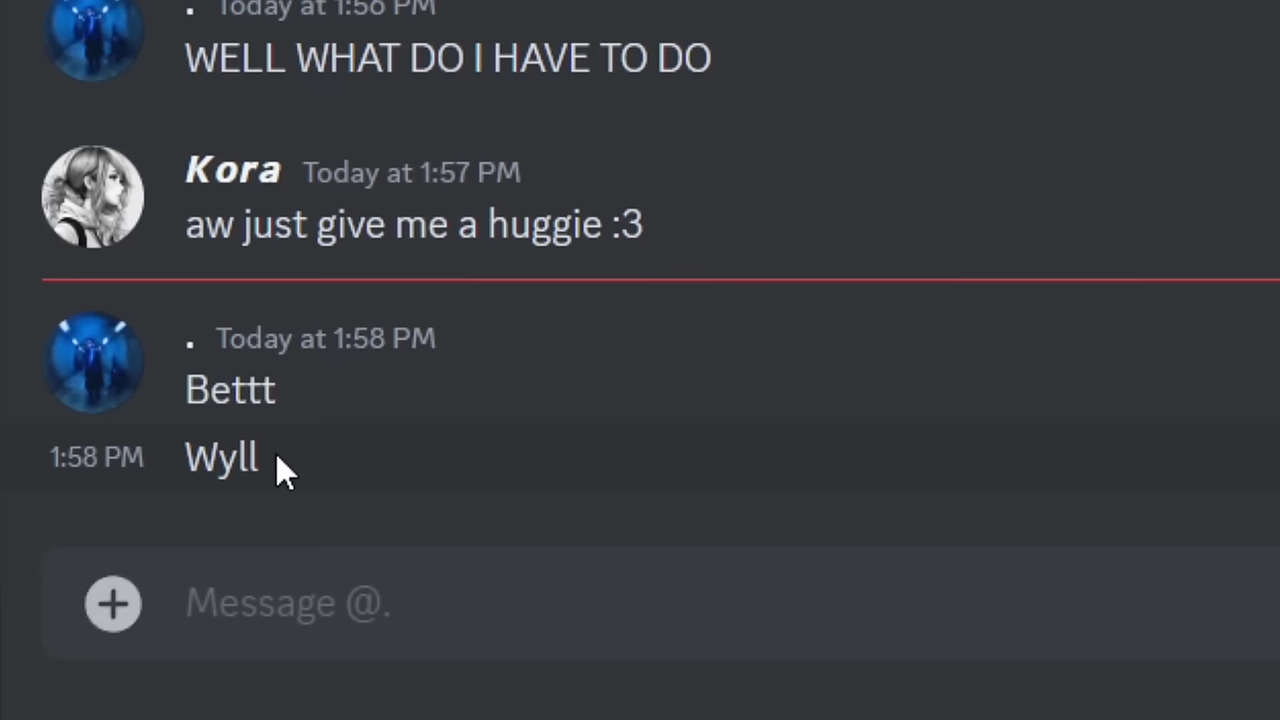 . Today at 1:56 PM
WELL WHAT DO I HAVE TO DO
Kora Today at 1:57 PM
aw just give me a huggie :3
. Today at 1:58 PM
Bettt
1:58 PM Wyll
Message @.